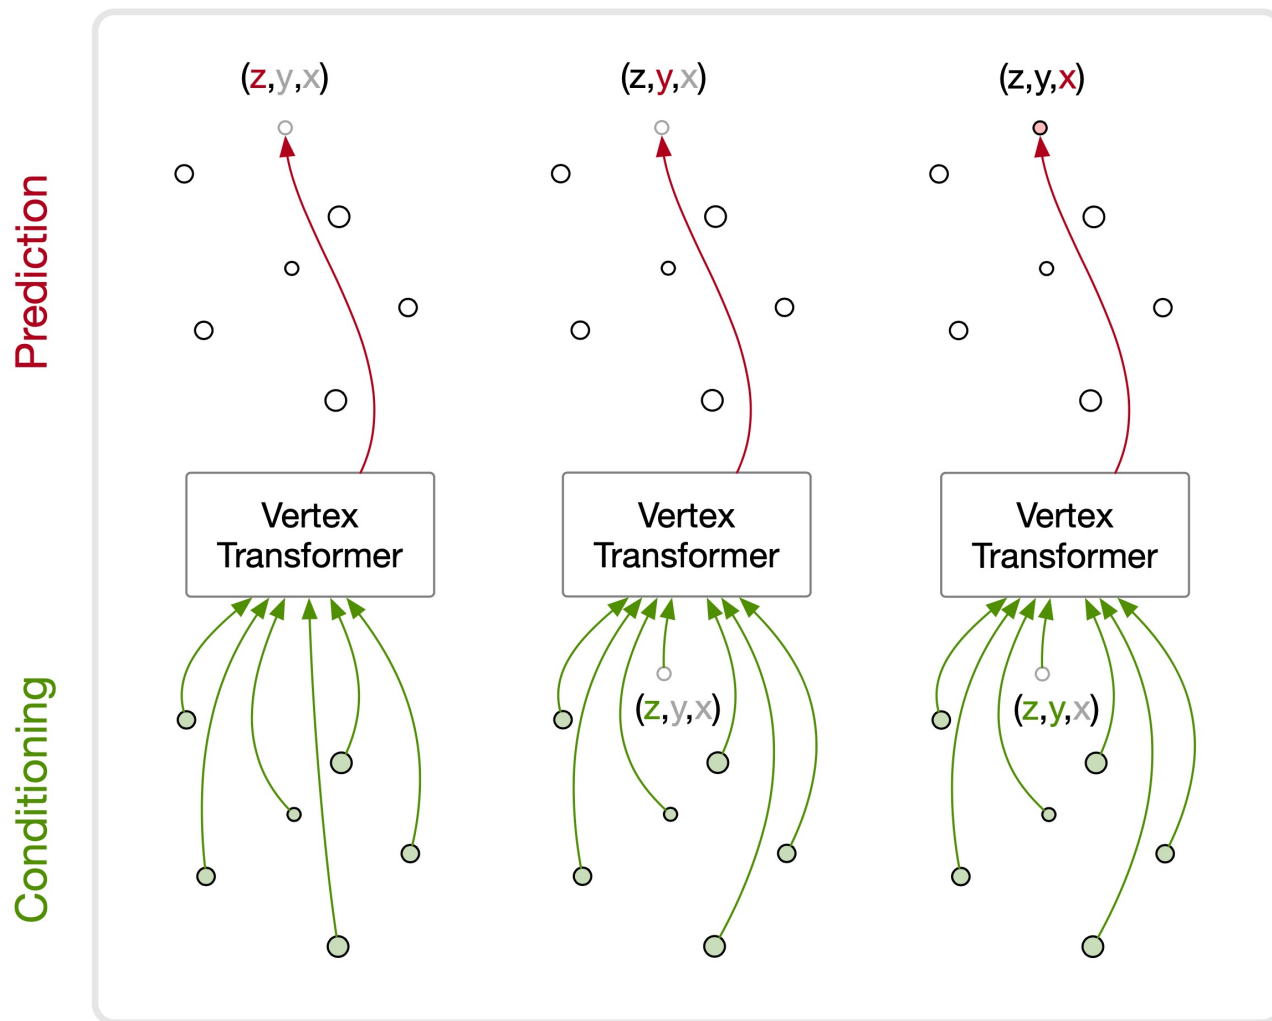 Prediction
(z,y,x)
(z,y,x)
(z,y,x)
Vertex
Transformer
Vertex
Transformer
Vertex
Transformer
Conditioning
(z,y,x)
(z,y,x)